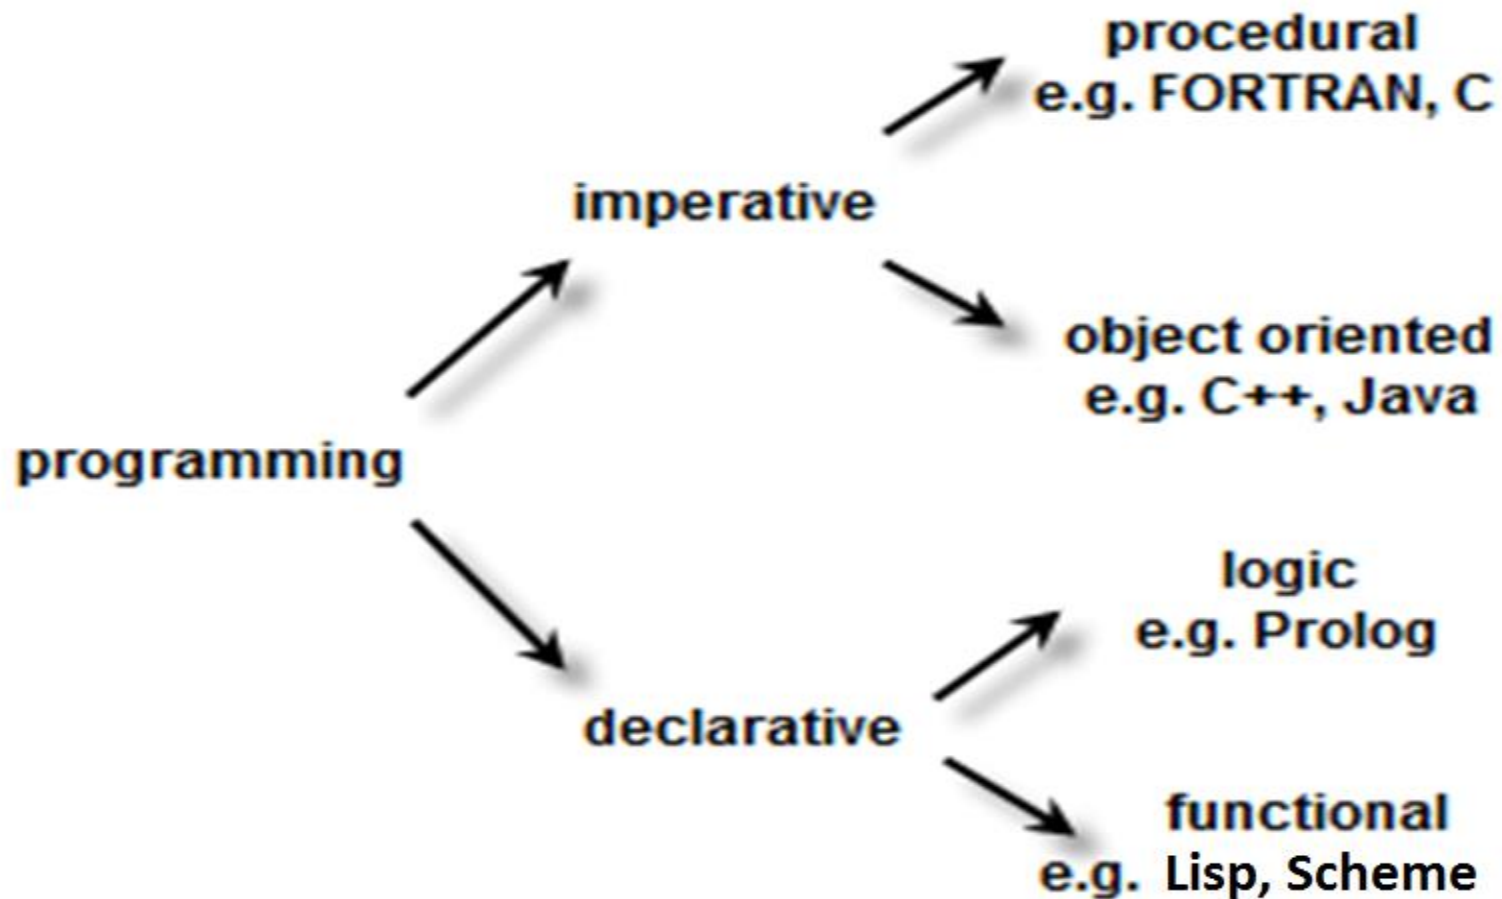 procedural
e.g. FORTRAN, C
imperative
object oriented
e.g. C++, Java
programming
logic
e.g. Prolog
declarative
functional
e.g. Lisp, Scheme